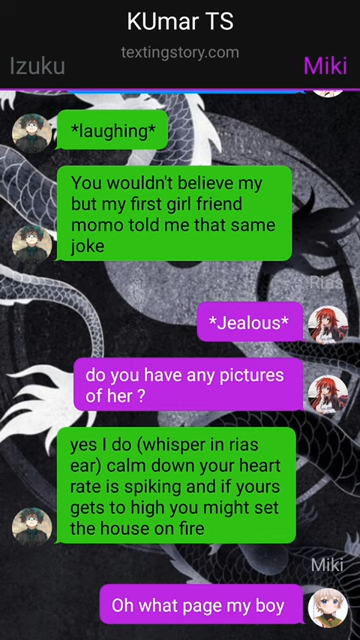 KUmar TS
textingstory.com
Izuku
Miki
*laughing*
You wouldn't believe my
but my first girl friend
momo told me that same
joke
Rias
*Jealous*
do you have any pictures
of her ?
yes I do (whisper in rias
ear) calm down your heart
rate is spiking and if yours
gets to high you might set
the house on fire
Miki
Oh what page my boy